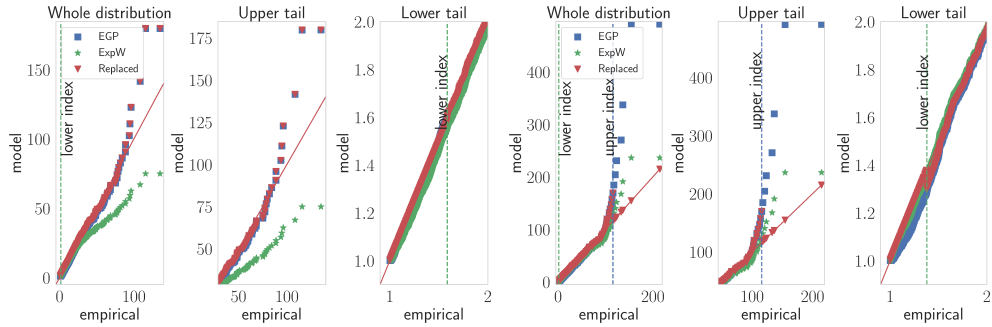 Whole distribution
Upper tail
Lower tail
Whole distribution
Upper tail
Lower tail
EGP
ExpW
Replaced
lower index
model
150
100
50
0
0
100
empirical
model
175
150
125
100
75
50
50
100
empirical
lower index
model
2.0
1.8
1.6
1.4
1.2
1.0
1
2
empirical
EGP
ExpW
Replaced
lower index
upper index
model
400
300
200
100
0
0
200
empirical
upper index
model
400
300
200
100
100
200
empirical
lower index
model
2.0
1.8
1.6
1.4
1.2
1.0
1
2
empirical